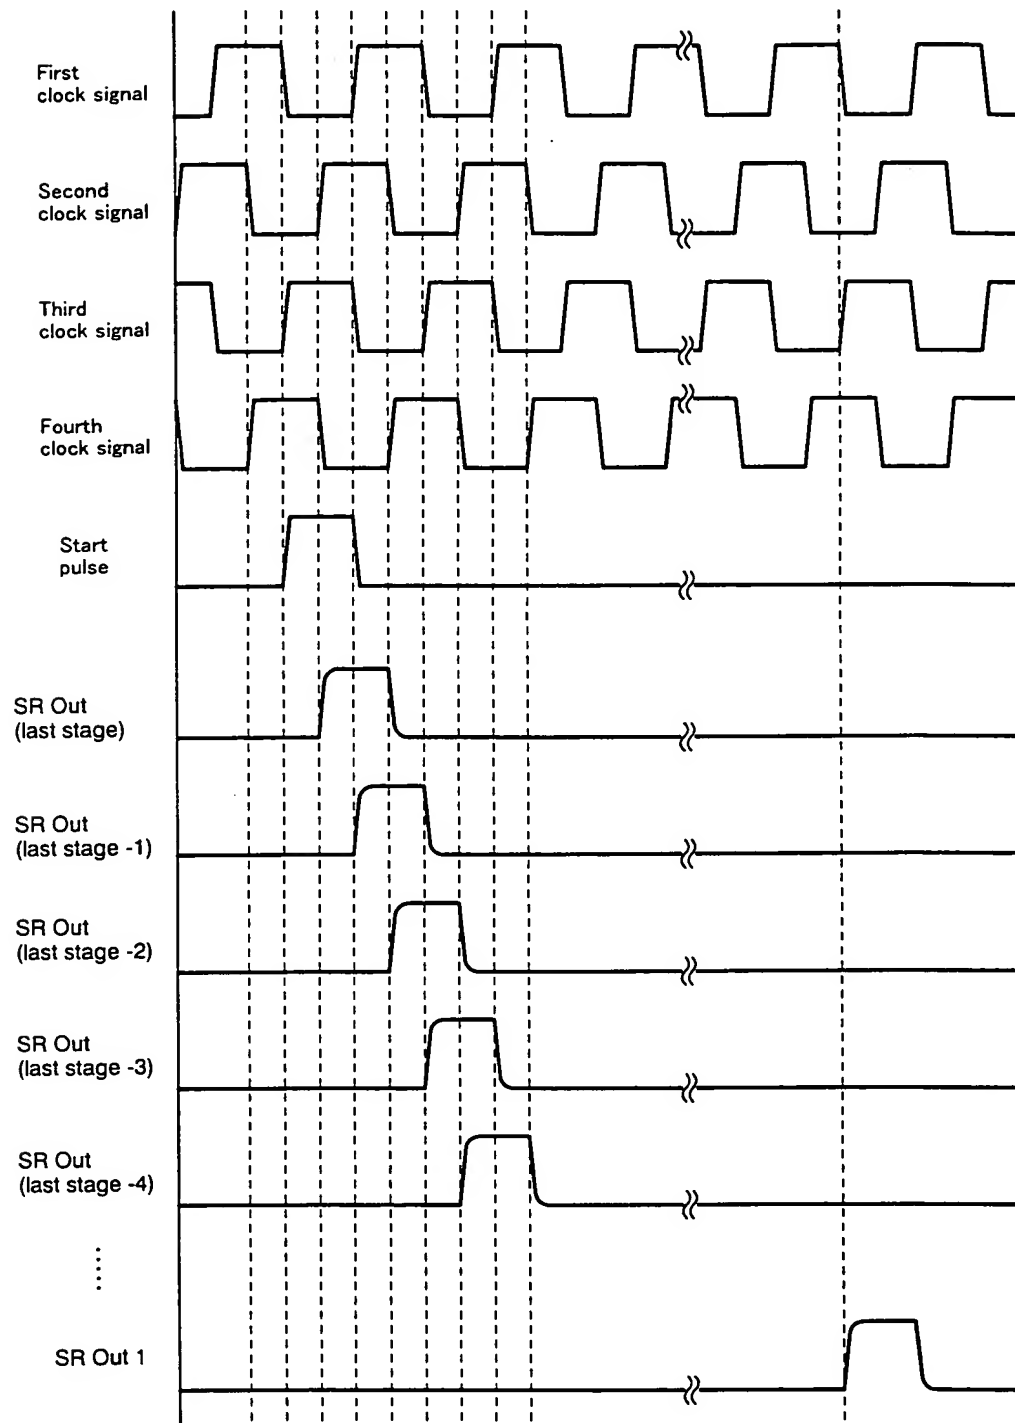 First
clock signal
Second
clock signal
Third
clock signal
Fourth
clock signal
Start
pulse
SR Out
(last stage)
SR Out
(last stage -1)
SR Out
(last stage -2)
SR Out
(last stage -3)
SR Out
(last stage -4)
SR Out 1